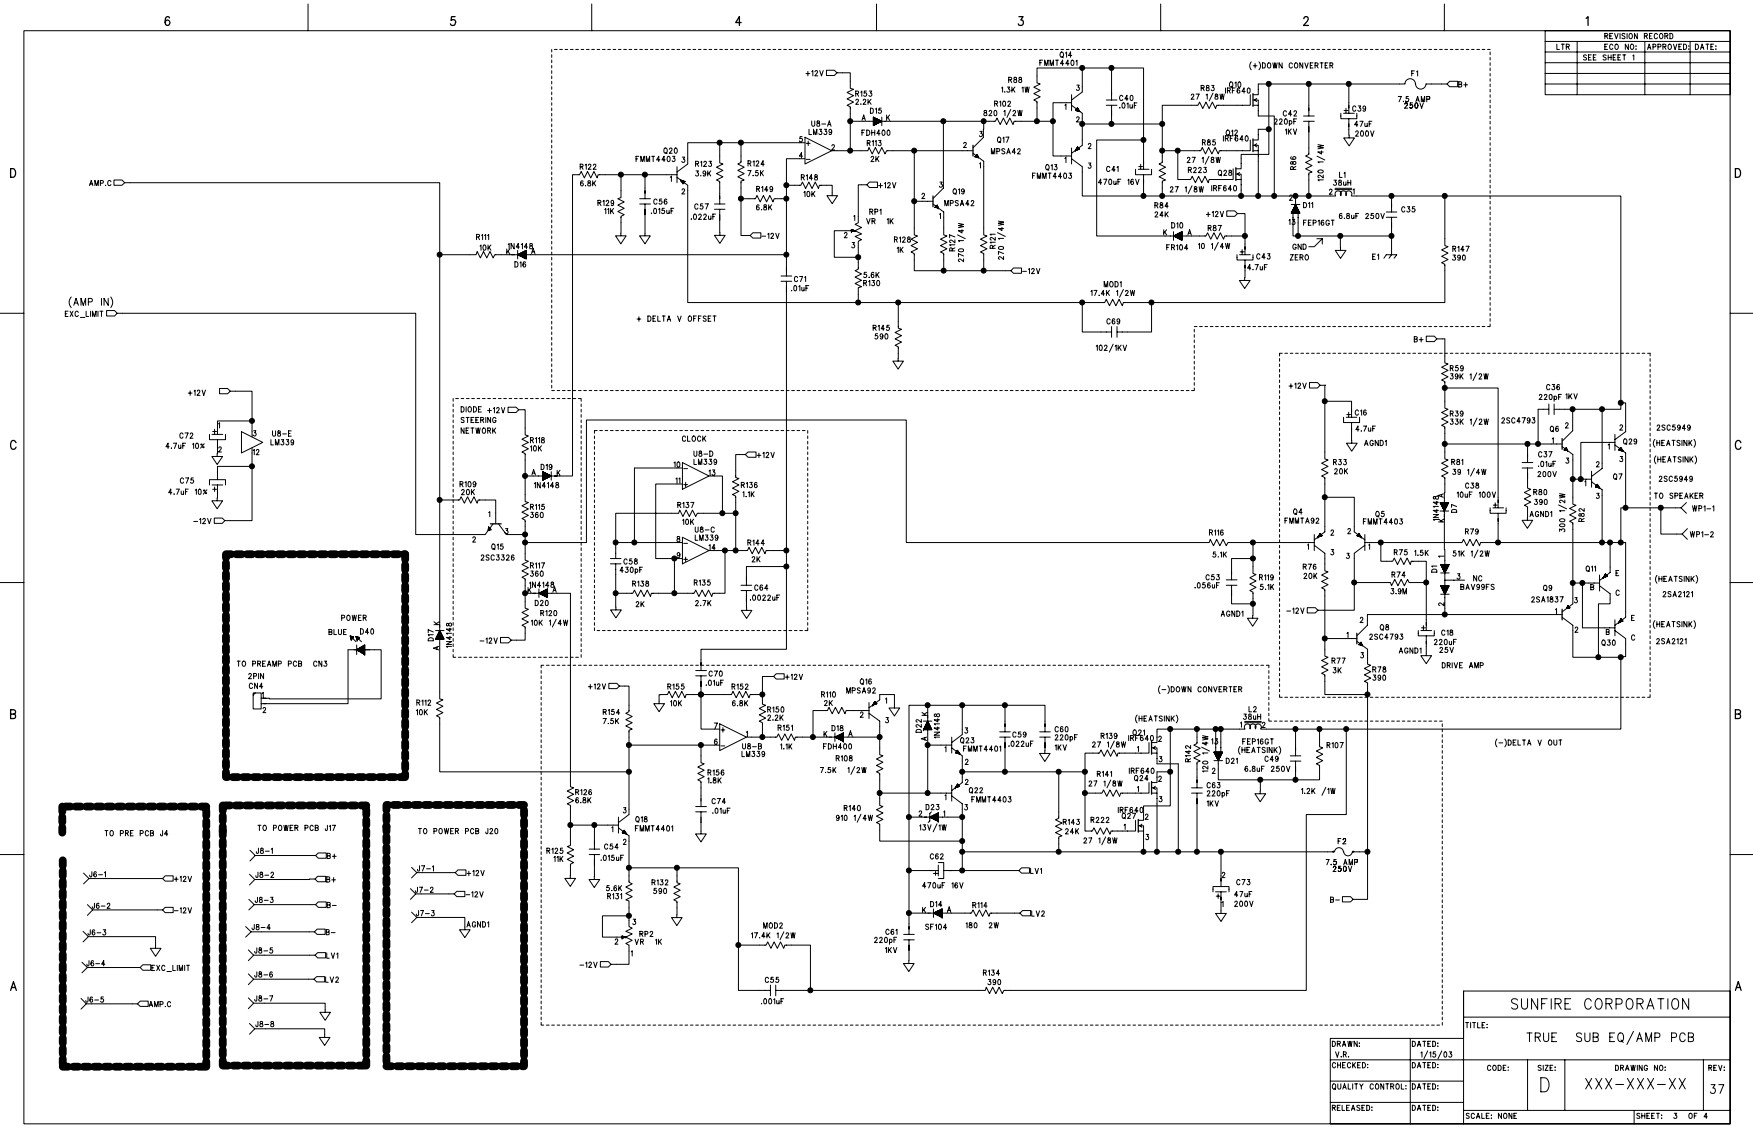 6 5 4 3 2 1
REVISION RECORD
LTR ECO NO: APPROVED: DATE:
SEE SHEET 1
D
C
B
A
D
C
B
A
(+)DOWN CONVERTER
+12V
R153
2.2K
D15
A K
FDH400
U8-A
LM339
R113
2K
Q20
FMMT4403
R122
6.8K
R129
11K
C56
.015uF
R123
3.9K
C57
.022uF
R124
7.5K
R149
6.8K
-12V
R148
10K
+12V
RP1
VR 1K
5.6K
R130
R128
1K
Q19
MPSA42
R127
270 1/4W
Q17
MPSA42
R121
270 1/4W
-12V
R102
820 1/2W
R88
1.3K 1W
Q14
FMMT4401
Q13
FMMT4403
C40
.01uF
C41
470uF 16V
R84
24K
R83
27 1/8W
R85
27 1/8W
R223
27 1/8W
Q10
IRF640
Q12
IRF640
Q28
IRF640
C42
220pF
1KV
R86
120 1/4W
C39
47uF
200V
F1
7.5 AMP
250V
B+
L1
38uH
D11
FEP16GT
6.8uF 250V
C35
GND
ZERO
E1
+12V
D10
K A
FR104
R87
10 1/4W
C43
4.7uF
R147
390
MOD1
17.4K 1/2W
C69
102/1KV
R145
590
+ DELTA V OFFSET
C71
.01uF
AMP.C
R111
10K
1N4148
K A
D16
(AMP IN)
EXC_LIMIT
+12V
C72
4.7uF 10%
U8-E
LM339
C75
4.7uF 10%
-12V
DIODE +12V
STEERING
NETWORK
R118
10K
D19
A K
1N4148
R109
20K
R115
360
Q15
2SC3326
R117
360
1N4148
K A
D20
R120
10K 1/4W
-12V
D17
1N4148
R112
10K
CLOCK
U8-D
LM339
+12V
R136
1.1K
R137
10K
U8-C
LM339
R144
2K
C58
430pF
R138
2K
R135
2.7K
C64
.0022uF
B+
R59
39K 1/2W
+12V
C16
4.7uF
AGND1
R39
33K 1/2W
C36
220pF 1KV
2SC4793
Q6
2SC5949
Q29
(HEATSINK)
(HEATSINK)
Q7
2SC5949
R33
20K
R81
39 1/4W
C38
10uF 100V
1N4148
D7
C37
.01uF
200V
R80
390
AGND1
300 1/2W
R82
TO SPEAKER
WP1-1
WP1-2
Q4
FMMTA92
Q5
FMMT4403
R116
5.1K
C53
.056uF
R119
5.1K
AGND1
R76
20K
R75 1.5K
R74
3.9M
R79
51K 1/2W
D1
NC
BAV99FS
Q11
(HEATSINK)
2SA2121
Q9
2SA1837
(HEATSINK)
Q30
2SA2121
-12V
Q8
2SC4793
C18
220uF
25V
AGND1
DRIVE AMP
R77
3K
R78
390
POWER
BLUE D40
TO PREAMP PCB CN3
2PIN
CN4
+12V
R154
7.5K
R155
10K
C70
.01uF
R152
6.8K
+12V
R150
2.2K
U8-B
LM339
R151
1.1K
R110
2K
D18
K A
FDH400
Q16
MPSA92
R108
7.5K 1/2W
R140
910 1/4W
D22
1N4148
Q23
FMMT4401
Q22
FMMT4403
C59
.022uF
C60
220pF
1KV
D23
13V/1W
R156
1.8K
C74
.01uF
R126
6.8K
Q18
FMMT4401
R125
11K
C54
.015uF
5.6K
R131
R132
590
RP2
VR 1K
-12V
C62
470uF 16V
LV1
D14
K A
SF104
R114
180 2W
LV2
C61
220pF
1KV
MOD2
17.4K 1/2W
C55
.001uF
R134
390
(-)DOWN CONVERTER
(HEATSINK)
R139
27 1/8W
R141
27 1/8W
R222
27 1/8W
R143
24K
Q21
IRF640
IRF640
Q24
IRF640
Q27
R142
120 1/4W
C63
220pF
1KV
D21
FEP16GT
(HEATSINK)
L2
38uH
C49
6.8uF 250V
R107
1.2K /1W
C73
47uF
200V
F2
7.5 AMP
250V
B-
(-)DELTA V OUT
TO PRE PCB J4
J6-1 +12V
J6-2 -12V
J6-3
J6-4 EXC_LIMIT
J6-5 AMP.C
TO POWER PCB J17
J8-1 B+
J8-2 B+
J8-3 B-
J8-4 B-
J8-5 LV1
J8-6 LV2
J8-7
J8-8
TO POWER PCB J20
J7-1 +12V
J7-2 -12V
J7-3
AGND1
SUNFIRE CORPORATION
TITLE:
TRUE SUB EQ/AMP PCB
DRAWN: DATED:
V.R. 1/15/03
CHECKED: DATED:
QUALITY CONTROL: DATED:
RELEASED: DATED:
CODE: SIZE: DRAWING NO: REV:
D XXX-XXX-XX 37
SCALE: NONE SHEET: 3 OF 4